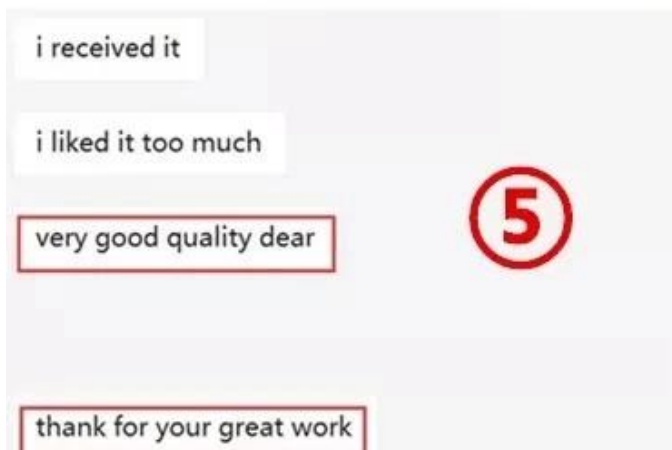 i received it
i liked it too much
very good quality dear
⑤
thank for your great work